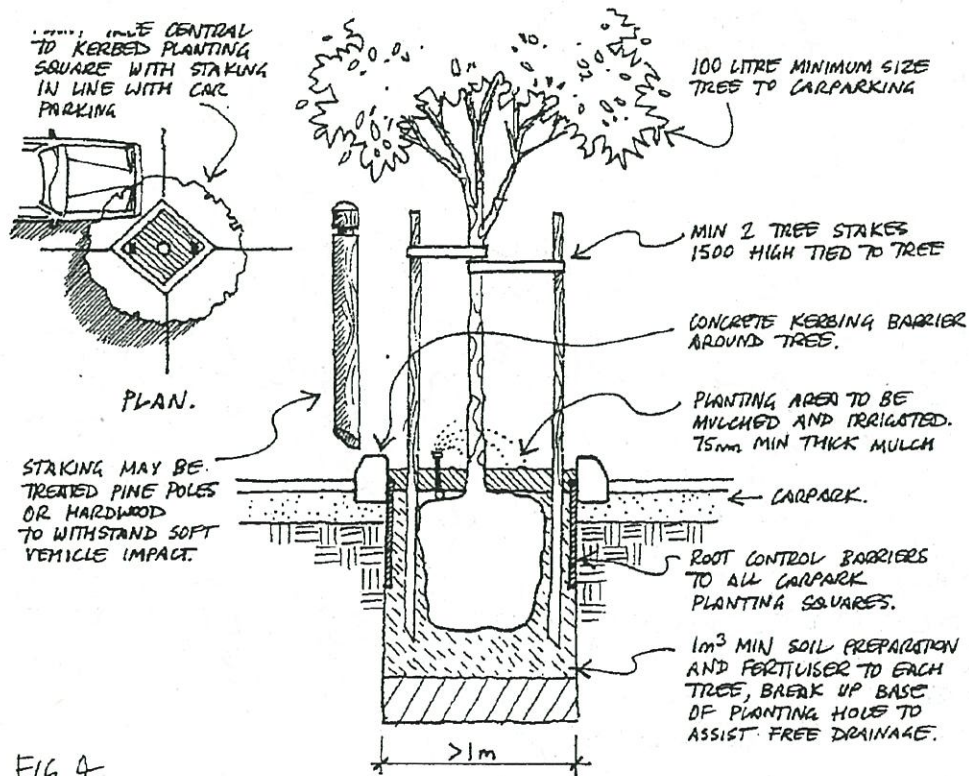 TREE CENTRAL
TO KERBED PLANTING
SQUARE WITH STAKING
IN LINE WITH CAR
PARKING
PLAN.
STAKING MAY BE
TREATED PINE POLES
OR HARDWOOD
TO WITHSTAND SOFT
VEHICLE IMPACT.
100 LITRE MINIMUM SIZE
TREE TO CARPARKING
MIN 2 TREE STAKES
1500 HIGH TIED TO TREE
CONCRETE KERBING BARRIER
AROUND TREE.
PLANTING AREA TO BE
MULCHED AND IRRIGATED.
75mm MIN THICK MULCH
CARPARK.
ROOT CONTROL BARRIERS
TO ALL CARPARK
PLANTING SQUARES.
1m³ MIN SOIL PREPARATION
AND FERTILISER TO EACH
TREE, BREAK UP BASE
OF PLANTING HOLE TO
ASSIST FREE DRAINAGE.
>1m
FIG 4